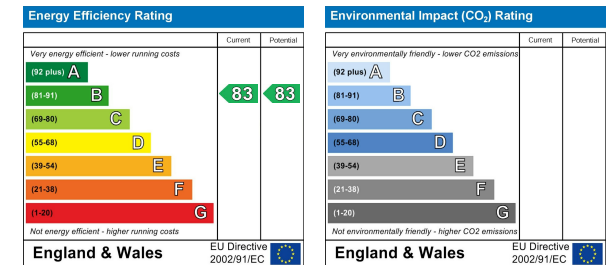 Energy Efficiency Rating
Current Potential
Very energy efficient - lower running costs
(92 plus) A
(81-91) B 83 83
(69-80) C
(55-68) D
(39-54) E
(21-38) F
(1-20) G
Not energy efficient - higher running costs
England & Wales
EU Directive
2002/91/EC
Environmental Impact (CO₂) Rating
Current Potential
Very environmentally friendly - lower CO2 emissions
(92 plus) A
(81-91) B
(69-80) C
(55-68) D
(39-54) E
(21-38) F
(1-20) G
Not environmentally friendly - higher CO2 emissions
England & Wales
EU Directive
2002/91/EC